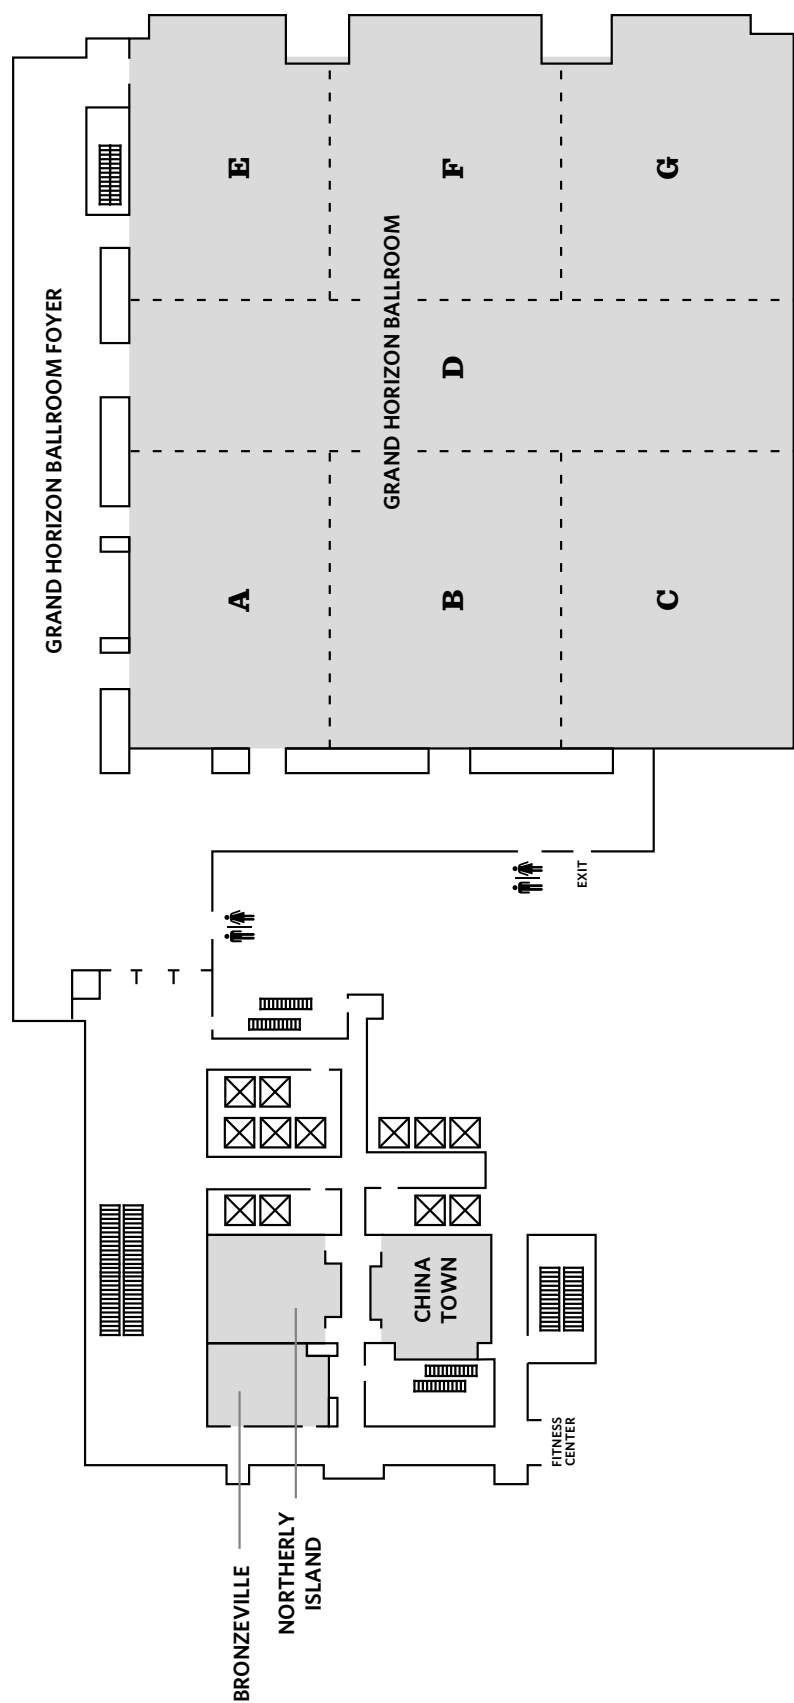 GRAND HORIZON BALLROOM FOYER
GRAND HORIZON BALLROOM
E
F
G
D
A
B
C
EXIT
CHINA
TOWN
FITNESS
CENTER
BRONZEVILLE
NORTHERLY
ISLAND